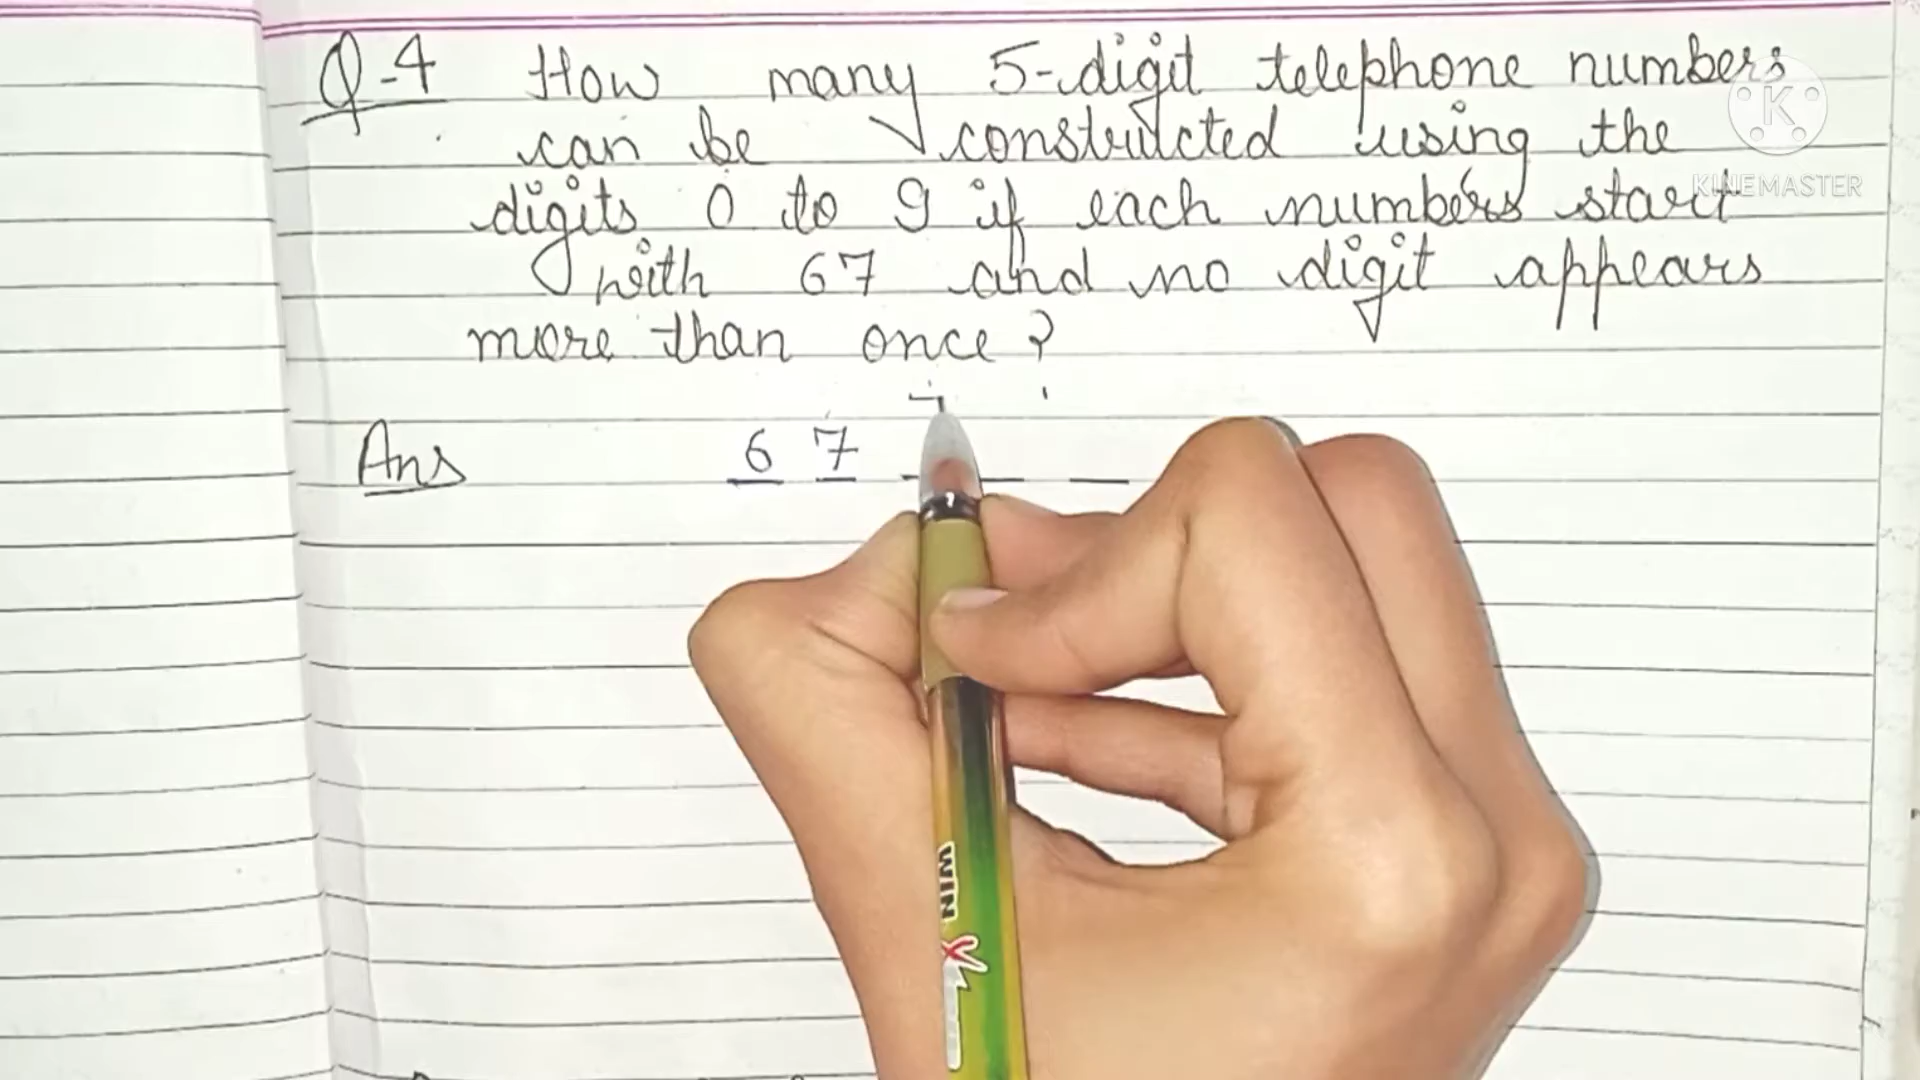 Q-4 How many 5-digit telephone numbers
can be constructed using the
digits 0 to 9 if each numbers start
with 67 and no digit appears
more than once?
Ans 6 7
WIN
K
KINEMASTER